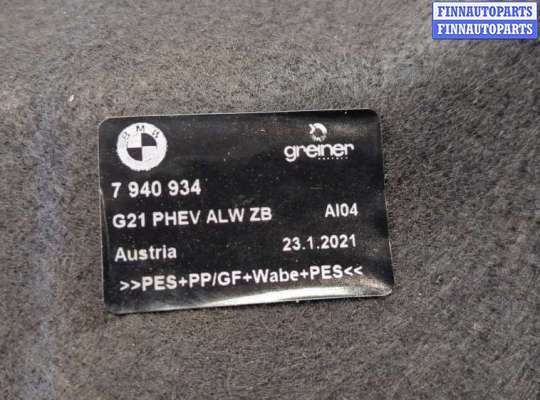 FINNAUTOPARTS
FINNAUTOPARTS
BMW
greiner
7 940 934
G21 PHEV ALW ZB AI04
Austria 23.1.2021
>>PES+PP/GF+Wabe+PES<<